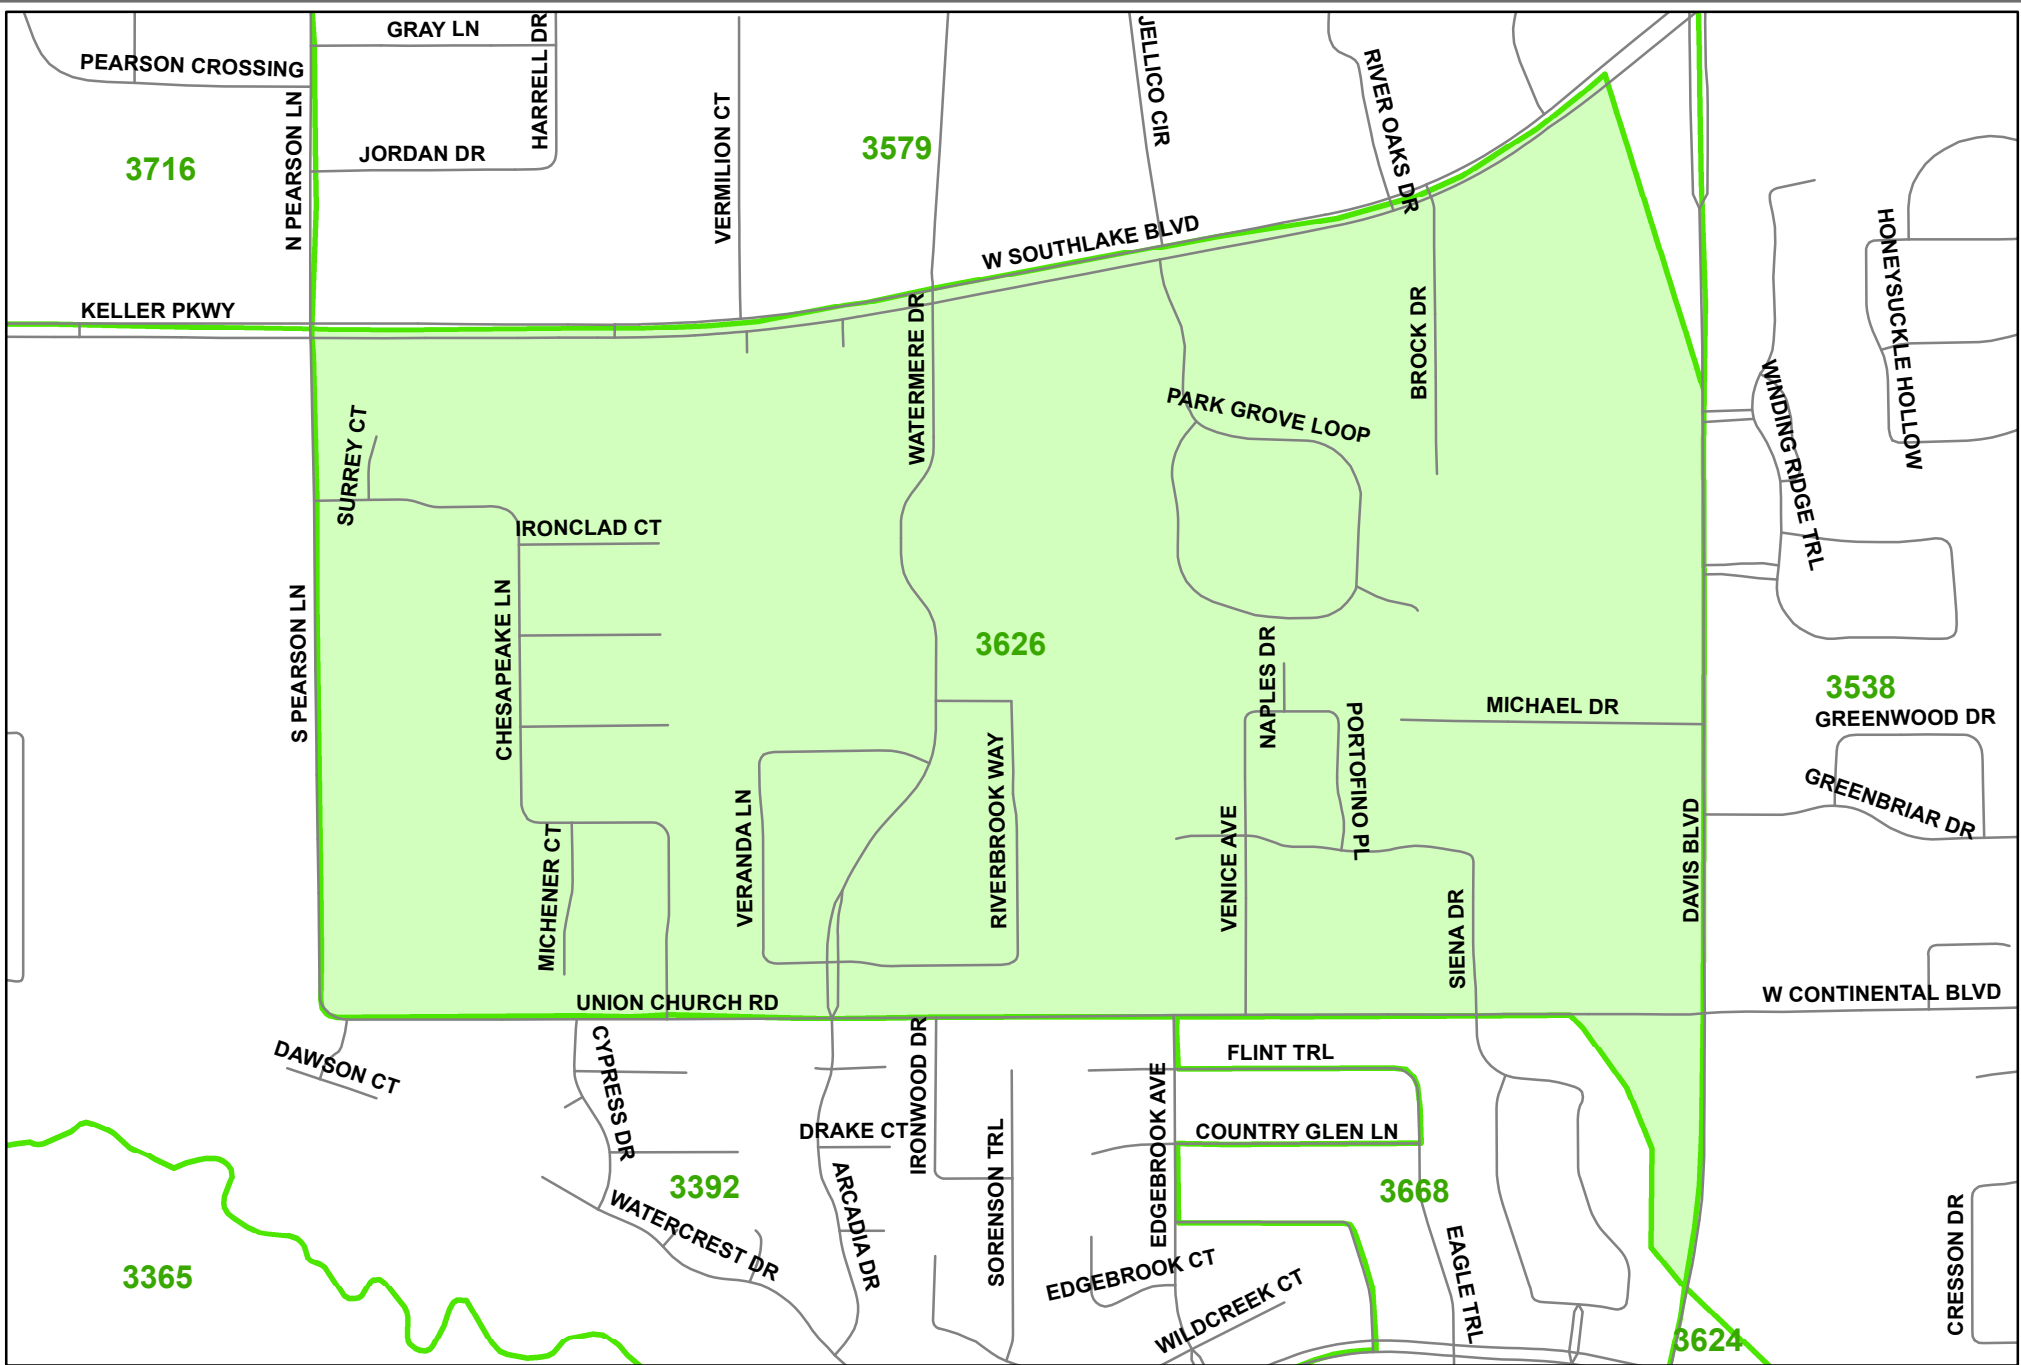 GRAY LN
HARRELL DR
JELLICO CIR
PEARSON CROSSING
RIVER OAKS DR
N PEARSON LN
VERMILION CT
3579
JORDAN DR
3716
W SOUTHLAKE BLVD
HONEYSUCKLE HOLLOW
KELLER PKWY
WATERMERE DR
BROCK DR
PARK GROVE LOOP
WINDING RIDGE TRL
SURREY CT
IRONCLAD CT
CHESAPEAKE LN
S PEARSON LN
3626
NAPLES DR
3538
MICHAEL DR
GREENWOOD DR
PORTOFINO PL
GREENBRIAR DR
RIVERBROOK WAY
VERANDA LN
VENICE AVE
DAVIS BLVD
MICHENER CT
SIENA DR
W CONTINENTAL BLVD
UNION CHURCH RD
DAWSON CT
CYPRESS DR
IRONWOOD DR
FLINT TRL
EDGEBROOK AVE
DRAKE CT
COUNTRY GLEN LN
SORENSON TRL
3392
3668
ARCADIA DR
WATERCREST DR
EAGLE TRL
CRESSON DR
3365
EDGEBROOK CT
WILDCREEK CT
3624